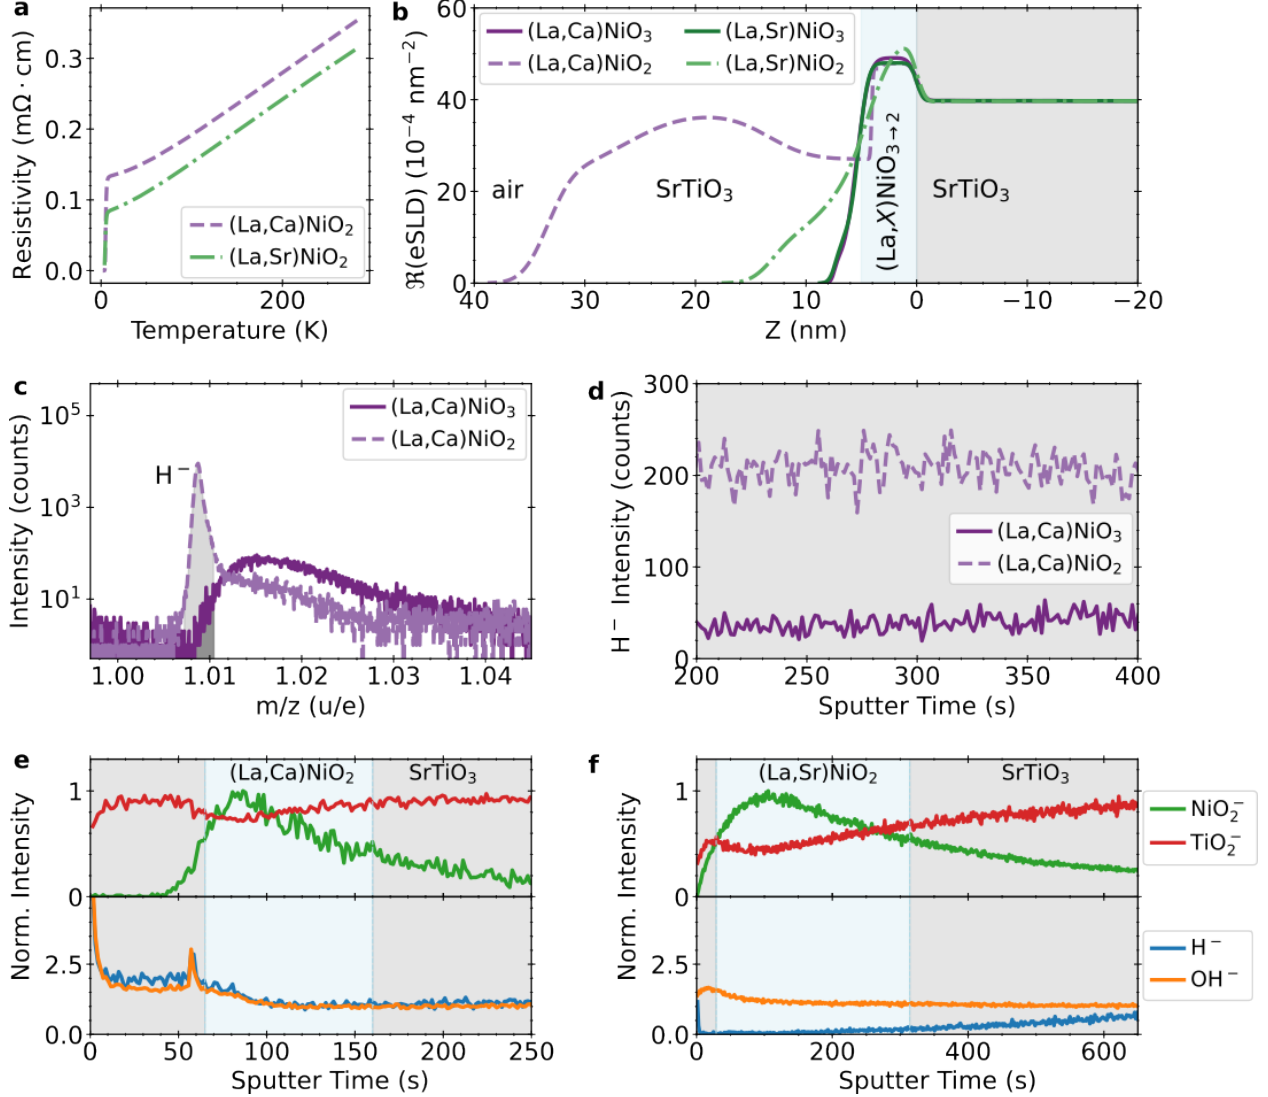 a
Resistivity (mΩ · cm)
0.3
0.2
0.1
0.0
(La,Ca)NiO₂
(La,Sr)NiO₂
0 200
Temperature (K)
b
ℜ(eSLD) (10⁻⁴ nm⁻²)
60
40
20
0
(La,Ca)NiO₃ (La,Sr)NiO₃
(La,Ca)NiO₂ (La,Sr)NiO₂
air SrTiO₃ (La,X)NiO₃→₂ SrTiO₃
40 30 20 10 0 −10 −20
Z (nm)
c
Intensity (counts)
10⁵
10³
10¹
(La,Ca)NiO₃
(La,Ca)NiO₂
H⁻
1.00 1.01 1.02 1.03 1.04
m/z (u/e)
d
H⁻ Intensity (counts)
300
200
100
0
(La,Ca)NiO₃
(La,Ca)NiO₂
200 250 300 350 400
Sputter Time (s)
e
Norm. Intensity
(La,Ca)NiO₂ SrTiO₃
1
0
2.5
0.0
0 50 100 150 200 250
Sputter Time (s)
f
Norm. Intensity
(La,Sr)NiO₂ SrTiO₃
1
0
2.5
0.0
0 200 400 600
Sputter Time (s)
NiO₂⁻
TiO₂⁻
H⁻
OH⁻